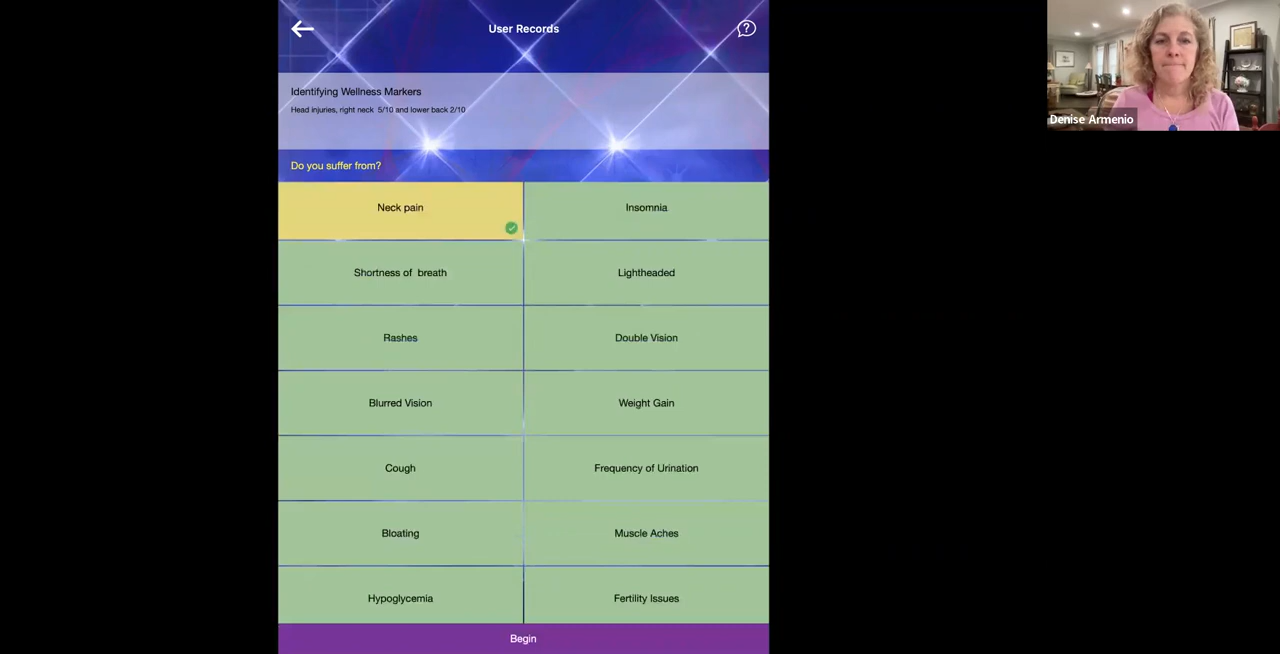 User Records
Identifying Wellness Markers
Head injuries, right neck 5/10 and lower back 2/10
Do you suffer from?
Neck pain
Insomnia
Shortness of breath
Lightheaded
Rashes
Double Vision
Blurred Vision
Weight Gain
Cough
Frequency of Urination
Bloating
Muscle Aches
Hypoglycemia
Fertility Issues
Begin
Denise Armenio